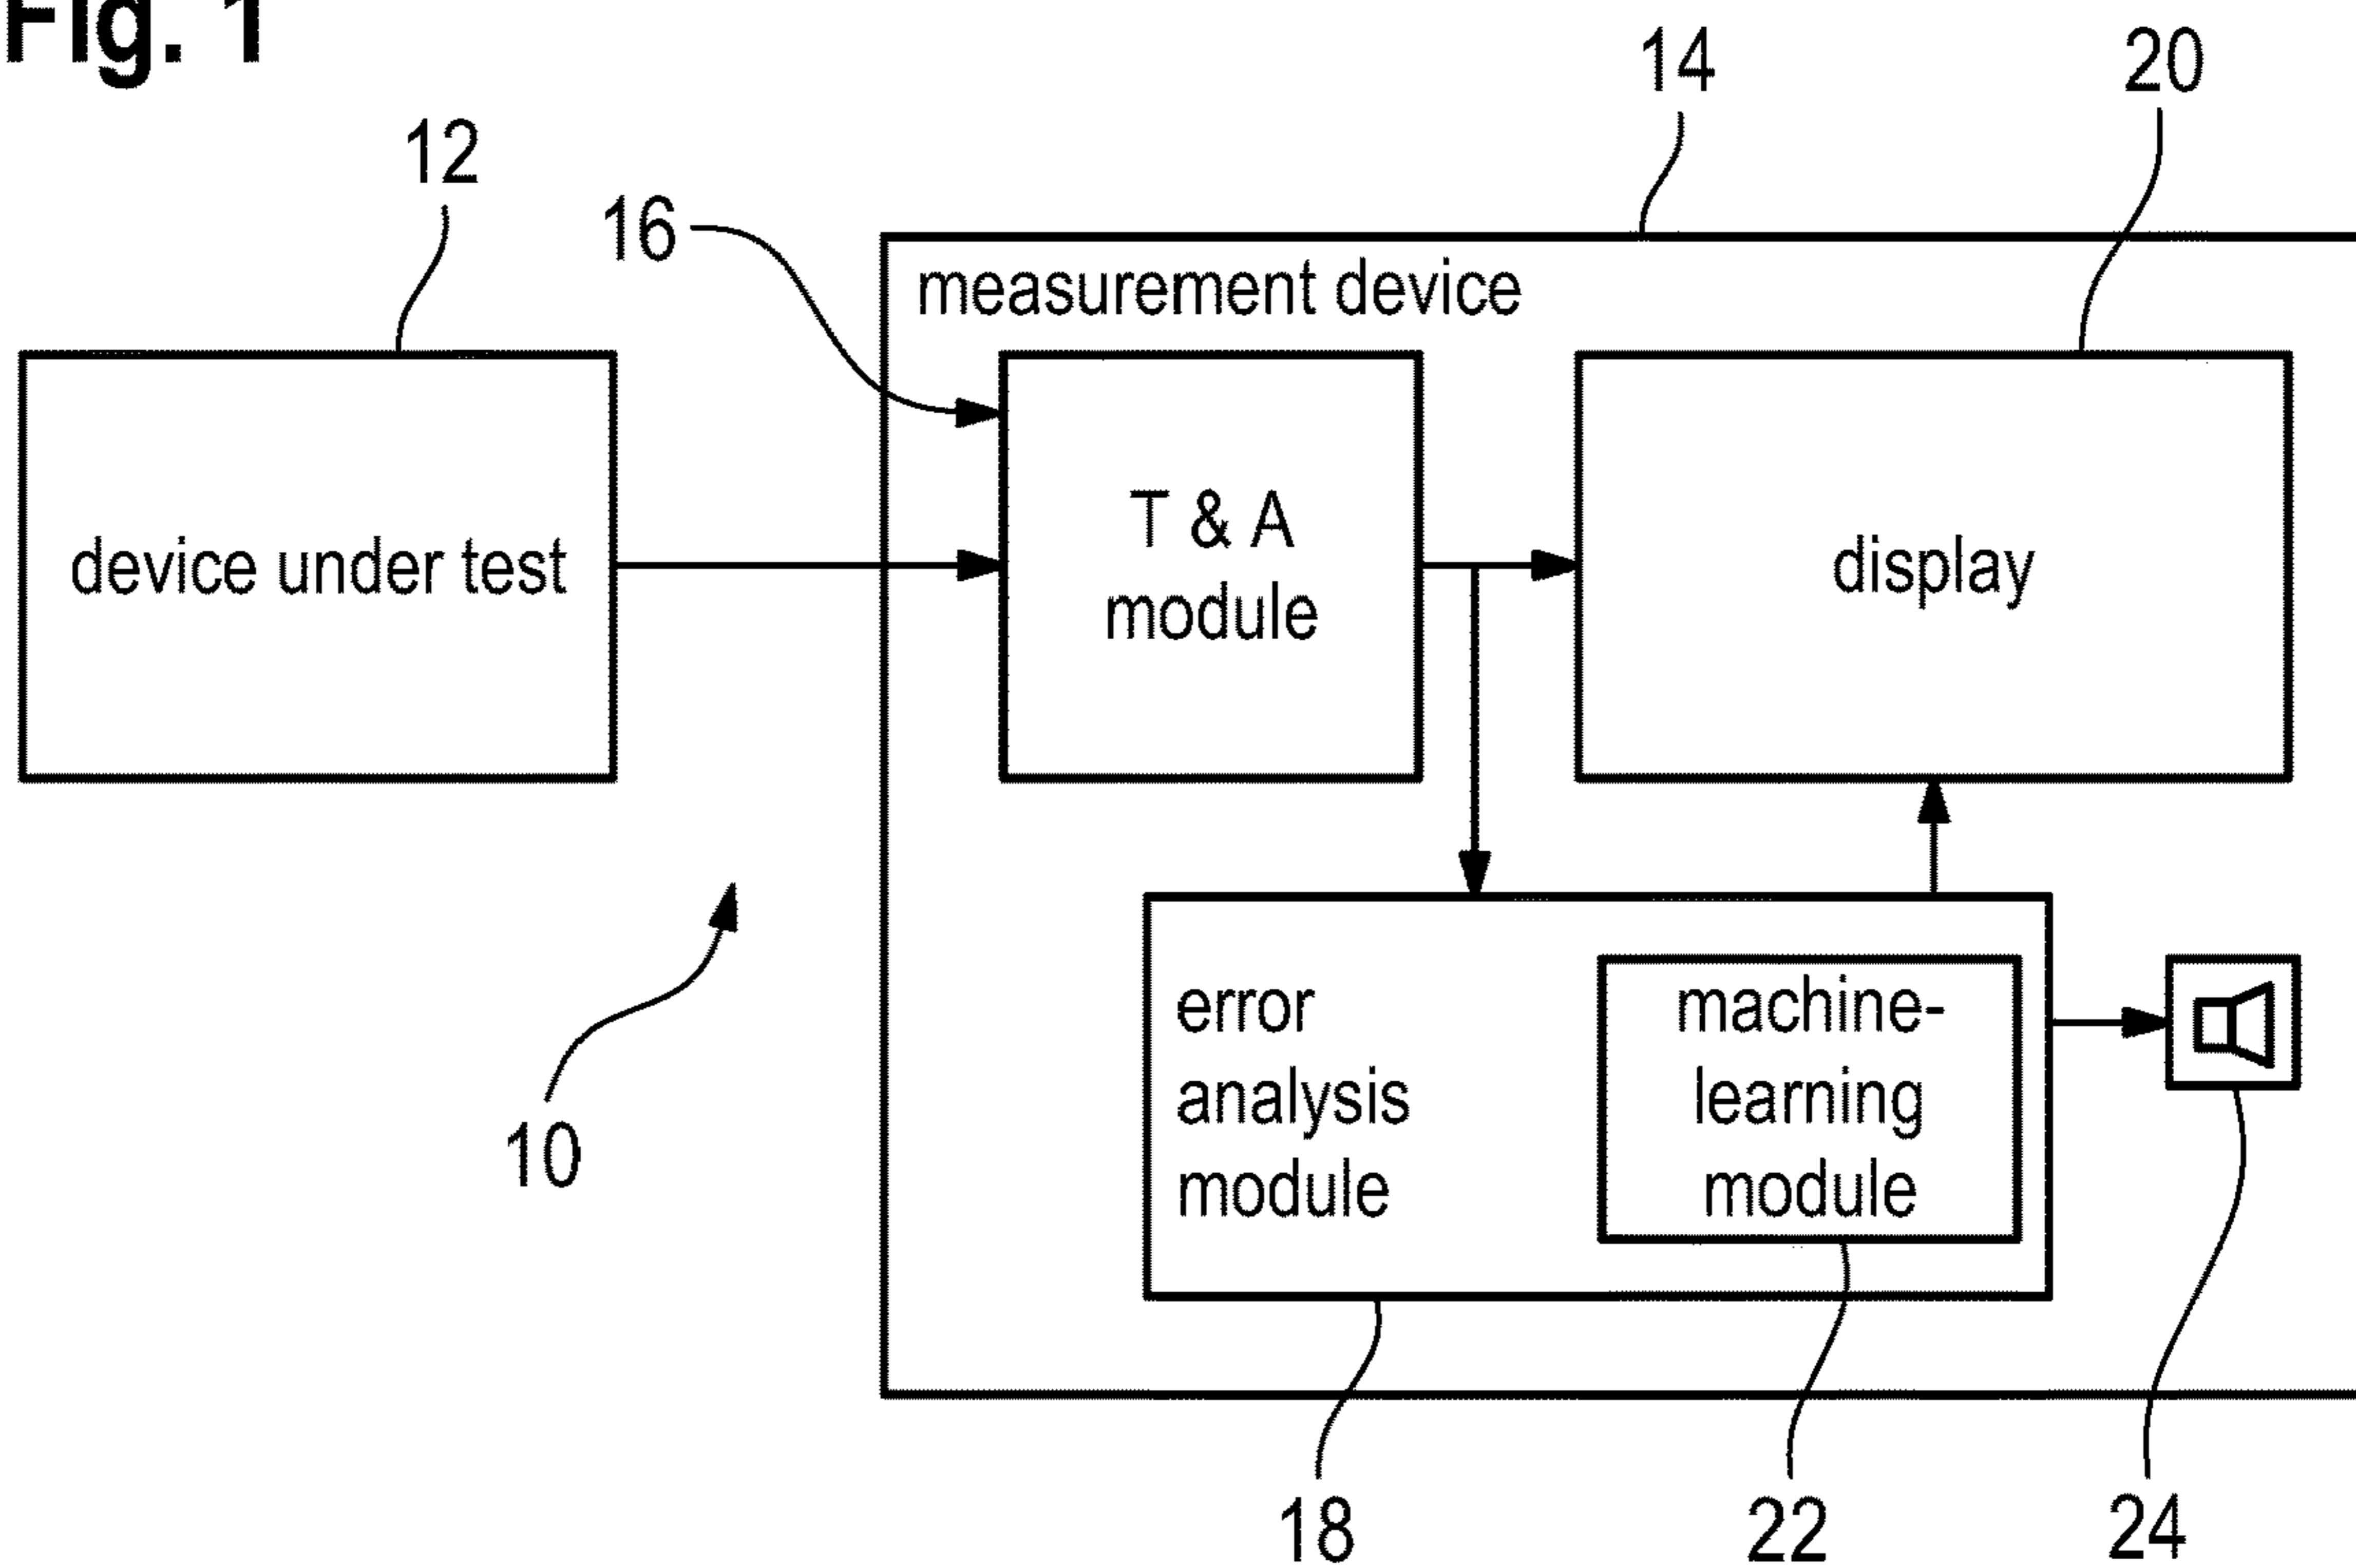 Fig. 1
14
20
12
16
measurement device
device under test
T & A
module
display
error
analysis
module
machine-
learning
module
10
18
22
24